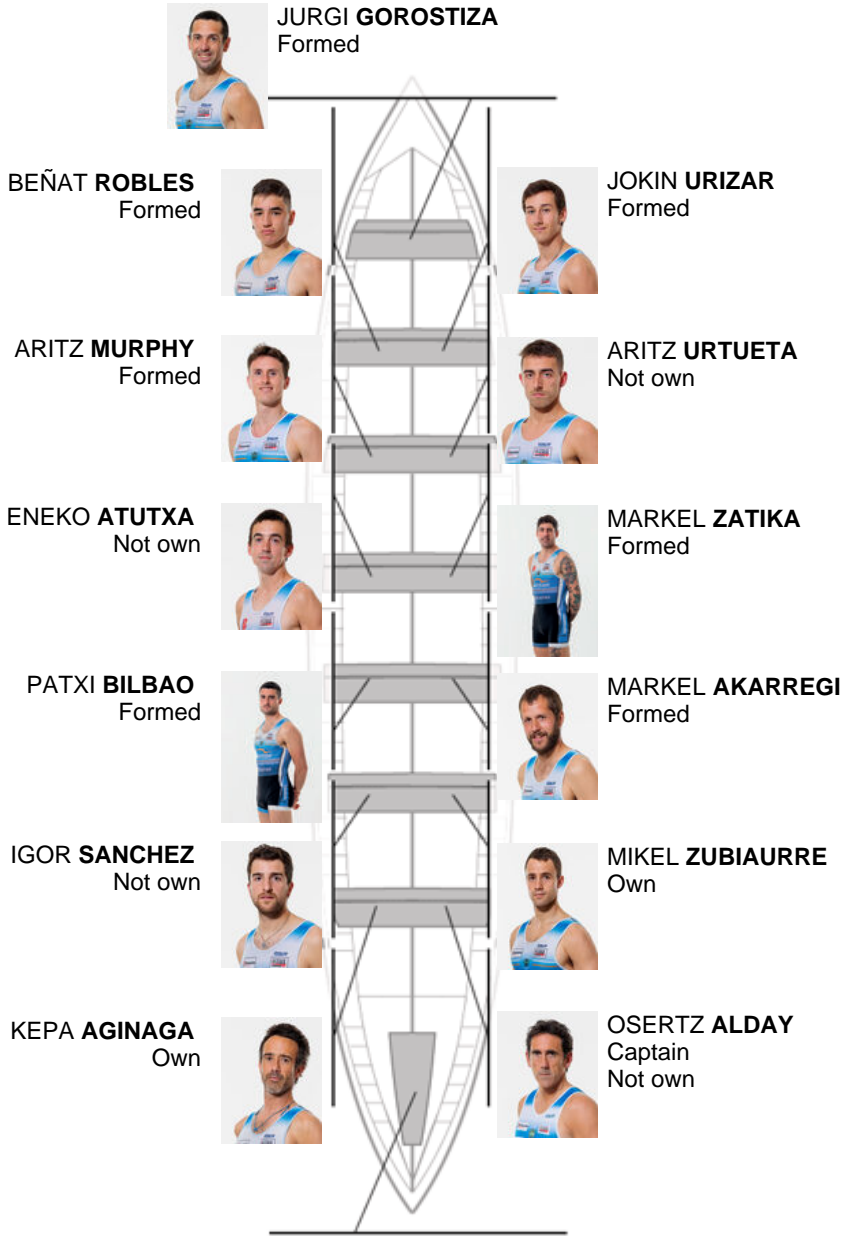 JURGI GOROSTIZA
Formed
BEÑAT ROBLES
Formed
JOKIN URIZAR
Formed
ARITZ MURPHY
Formed
ARITZ URTUETA
Not own
ENEKO ATUTXA
Not own
MARKEL ZATIKA
Formed
PATXI BILBAO
Formed
MARKEL AKARREGI
Formed
IGOR SANCHEZ
Not own
MIKEL ZUBIAURRE
Own
KEPA AGINAGA
Own
OSERTZ ALDAY
Captain
Not own